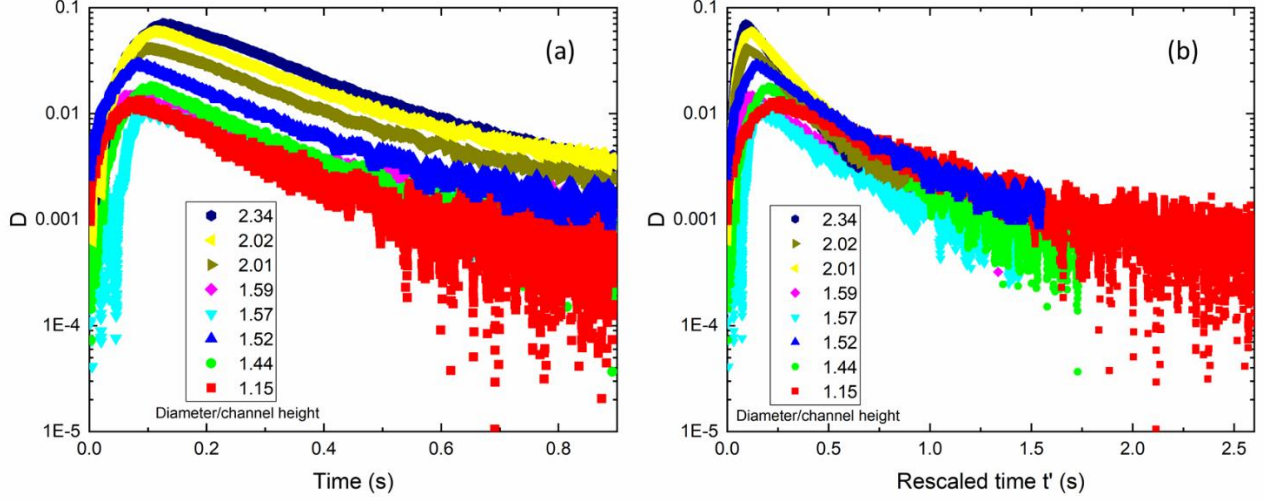 0.1
0.01
0.001
1E-4
1E-5
D
(a)
2.34
2.02
2.01
1.59
1.57
1.52
1.44
1.15
Diameter/channel height
0.0 0.2 0.4 0.6 0.8
Time (s)
0.1
0.01
0.001
1E-4
1E-5
D
(b)
2.34
2.02
2.01
1.59
1.57
1.52
1.44
1.15
Diameter/channel height
0.0 0.5 1.0 1.5 2.0 2.5
Rescaled time t' (s)